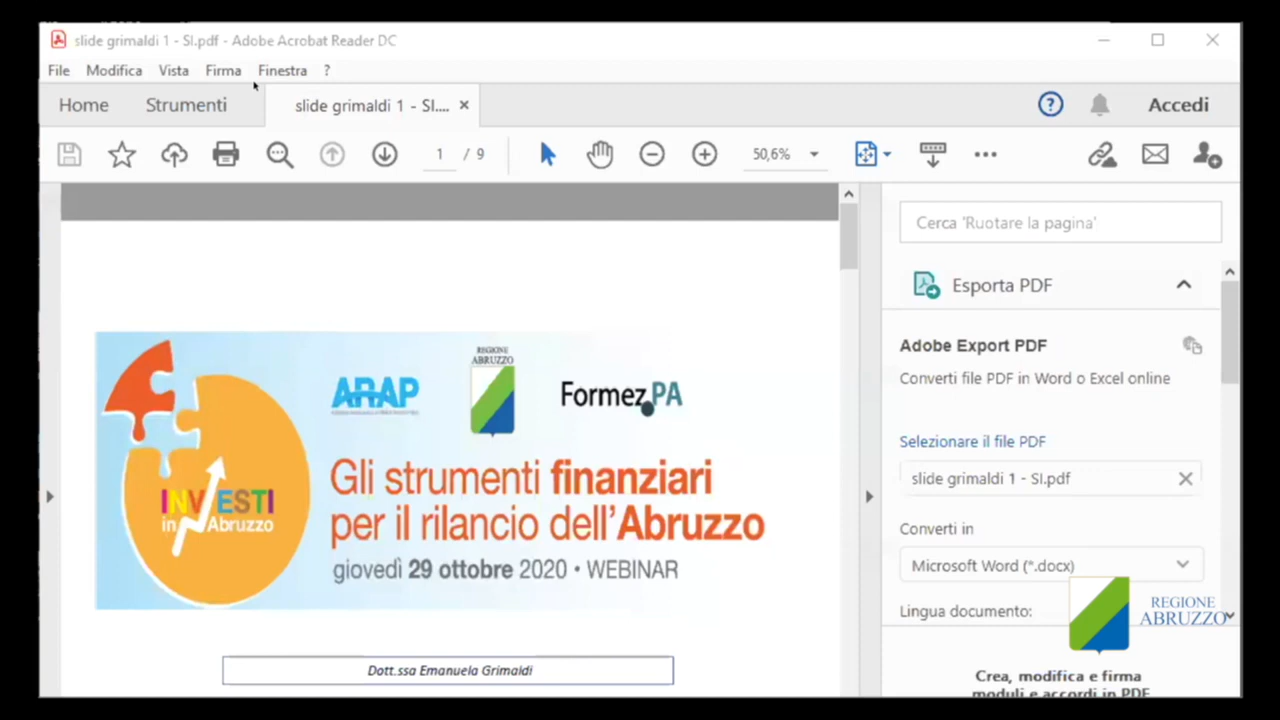 slide grimaldi 1 - SI.pdf - Adobe Acrobat Reader DC
File Modifica Vista Firma Finestra ?
Home Strumenti slide grimaldi 1 - SI.... × ? Accedi
1 / 9 50,6%
Cerca 'Ruotare la pagina'
Esporta PDF
Adobe Export PDF
Converti file PDF in Word o Excel online
Selezionare il file PDF
slide grimaldi 1 - SI.pdf
Converti in
Microsoft Word (*.docx)
Lingua documento:
REGIONE
ABRUZZO
Crea, modifica e firma
moduli e accordi in PDF
REGIONE
ABRUZZO
ARAP
FormezPA
INVESTI
in Abruzzo
Gli strumenti finanziari
per il rilancio dell'Abruzzo
giovedì 29 ottobre 2020 • WEBINAR
Dott.ssa Emanuela Grimaldi